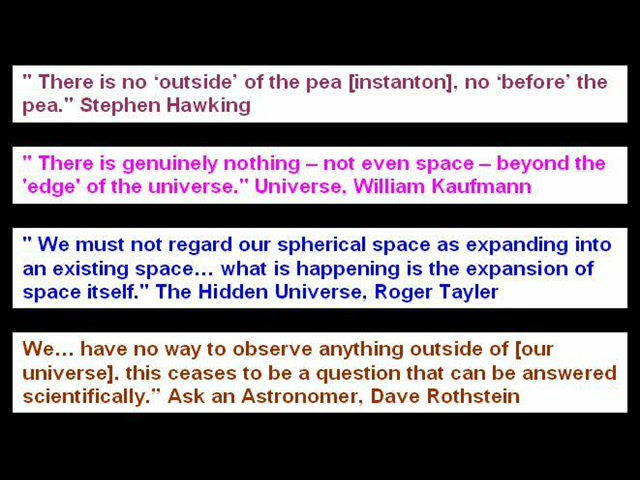 " There is no ‘outside’ of the pea [instanton], no ‘before’ the
pea." Stephen Hawking
" There is genuinely nothing – not even space – beyond the
'edge' of the universe." Universe, William Kaufmann
" We must not regard our spherical space as expanding into
an existing space... what is happening is the expansion of
space itself." The Hidden Universe, Roger Tayler
We... have no way to observe anything outside of [our
universe], this ceases to be a question that can be answered
scientifically.” Ask an Astronomer, Dave Rothstein